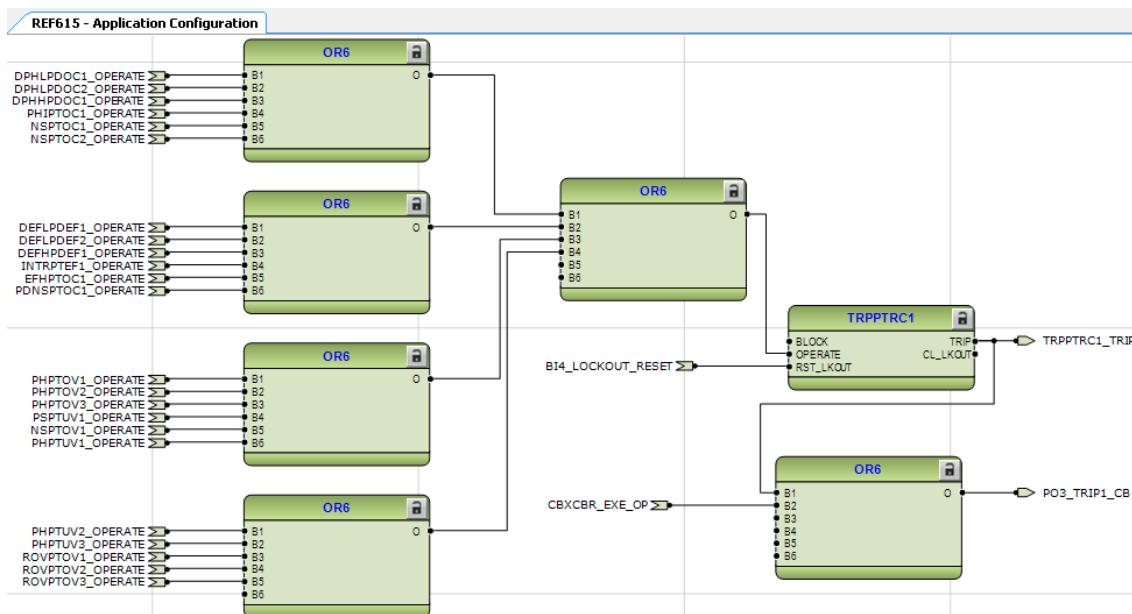 REF615 - Application Configuration
OR6
DPHLPDOC1_OPERATE B1 O
DPHLPDOC2_OPERATE B2
DPHHPDOC1_OPERATE B3
PHIPTOC1_OPERATE B4
NSPTOC1_OPERATE B5
NSPTOC2_OPERATE B6
OR6
DEFLPDEF1_OPERATE B1 O
DEFLPDEF2_OPERATE B2
DEFHPDEF1_OPERATE B3
INTRPTEF1_OPERATE B4
EFHPTOC1_OPERATE B5
PDNSPTOC1_OPERATE B6
OR6
B1 O
B2
B3
B4
B5
B6
OR6
PHPTOV1_OPERATE B1 O
PHPTOV2_OPERATE B2
PHPTOV3_OPERATE B3
PSPTUV1_OPERATE B4
NSPTOV1_OPERATE B5
PHPTUV1_OPERATE B6
TRPPTRC1
BLOCK TRIP TRPPTRC1_TRIP
OPERATE CL_LKOUT
BI4_LOCKOUT_RESET RST_LKOUT
OR6
PHPTUV2_OPERATE B1 O
PHPTUV3_OPERATE B2
ROVPTOV1_OPERATE B3
ROVPTOV2_OPERATE B4
ROVPTOV3_OPERATE B5
B6
OR6
B1 O PO3_TRIP1_CB
CBXCBR_EXE_OP B2
B3
B4
B5
B6